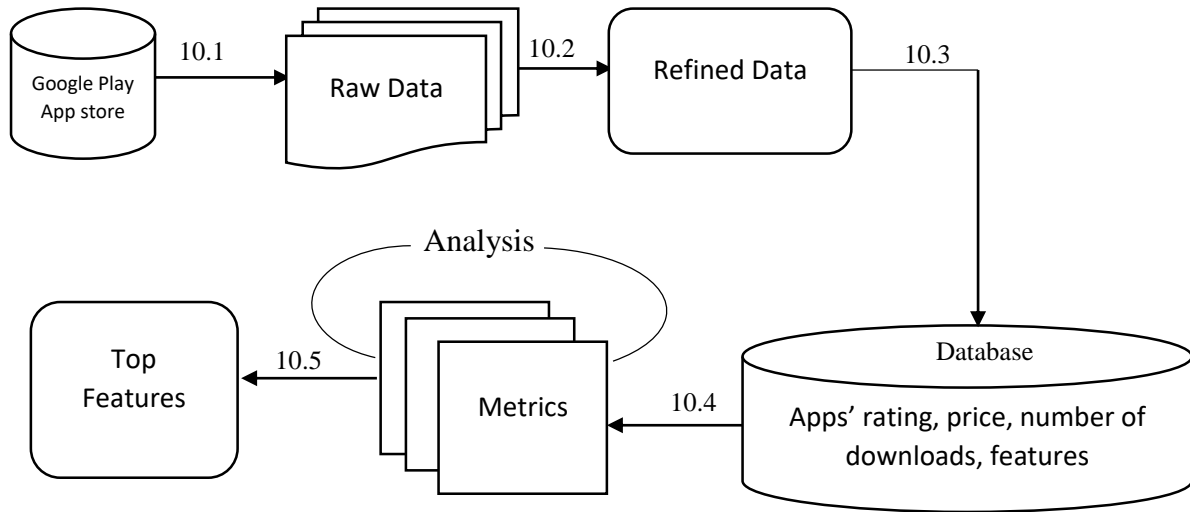 10.1
10.2
10.3
Google Play
App store
Raw Data
Refined Data
Analysis
Database
Top
Features
10.5
Metrics
10.4
Apps’ rating, price, number of
downloads, features